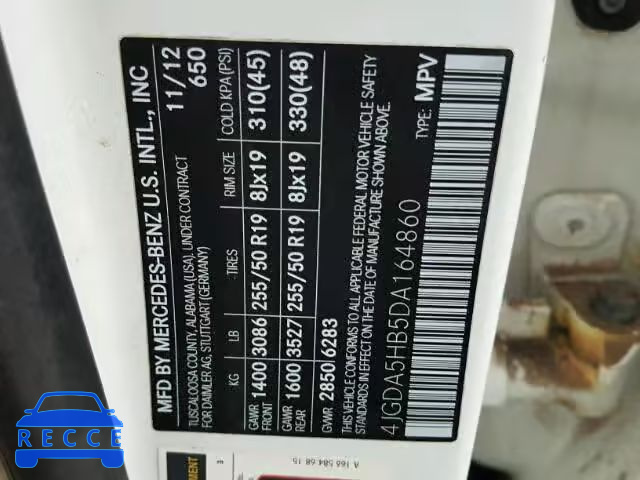 MFD BY MERCEDES-BENZ U.S. INTL., INC
11/12
TUSCALOOSA COUNTY, ALABAMA (USA). UNDER CONTRACT
650
FOR DAIMLER AG, STUTTGART (GERMANY)
KG LB TIRES RIM SIZE COLD KPA (PSI)
GAWR FRONT 1400 3086 255/50 R19 8Jx19 310(45)
GAWR REAR 1600 3527 255/50 R19 8Jx19 330(48)
GWR 2850 6283
THIS VEHICLE CONFORMS TO ALL APPLICABLE FEDERAL MOTOR VEHICLE SAFETY
STANDARDS IN EFFECT ON THE DATE OF MANUFACTURE SHOWN ABOVE.
4JGDA5HB5DA164860 TYPE: MPV
A 166 584 68 15
RECCE